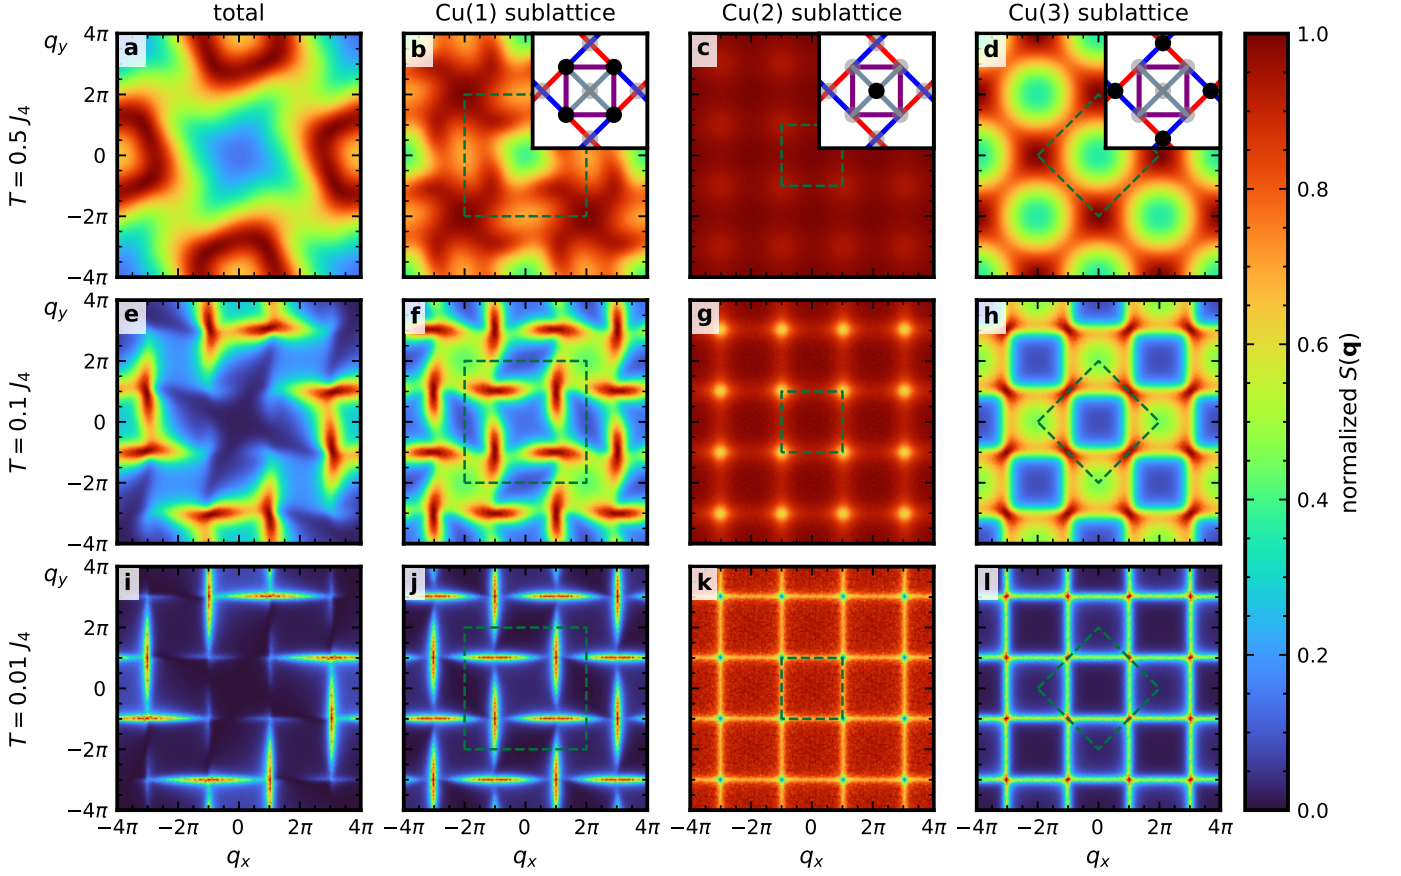 total Cu(1) sublattice Cu(2) sublattice Cu(3) sublattice
T = 0.5 J₄
q_y 4π 2π 0 −2π −4π
a b c d
T = 0.1 J₄
q_y 4π 2π 0 −2π −4π
e f g h
T = 0.01 J₄
q_y 4π 2π 0 −2π −4π
i j k l
−4π −2π 0 2π 4π −4π −2π 0 2π 4π −4π −2π 0 2π 4π −4π −2π 0 2π 4π
q_x q_x q_x q_x
1.0
0.8
0.6
0.4
0.2
0.0
normalized S(q)